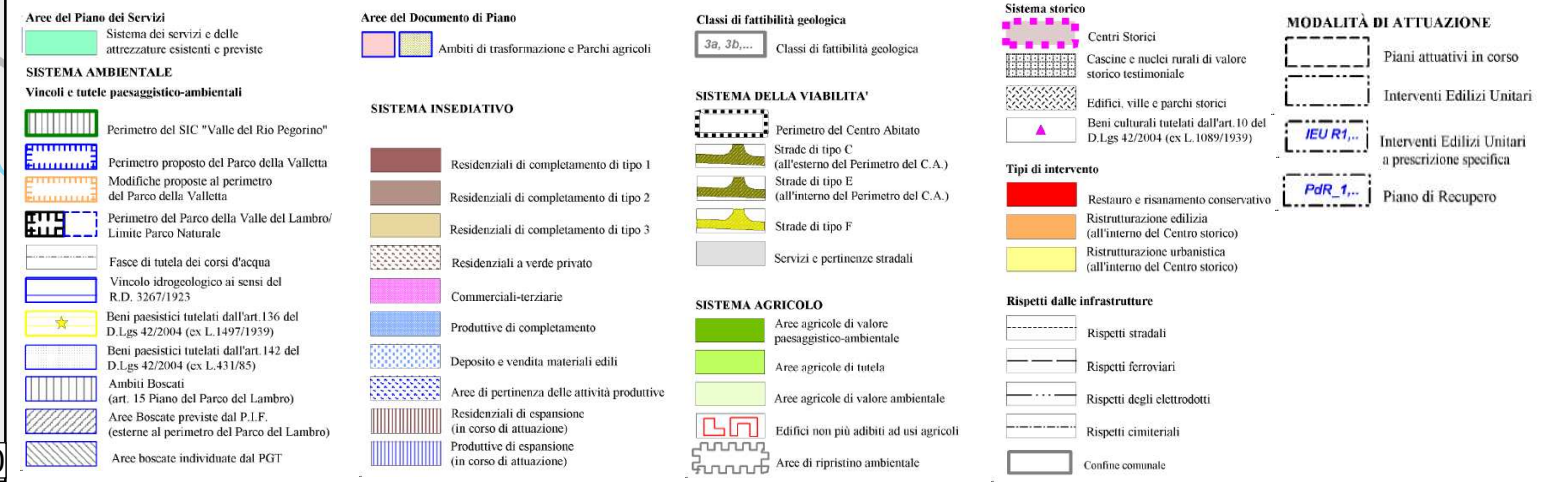 Aree del Piano dei Servizi
Sistema dei servizi e delle
attrezzature esistenti e previste
SISTEMA AMBIENTALE
Vincoli e tutele paesaggistico-ambientali
Perimetro del SIC "Valle del Rio Pegorino"
Perimetro proposto del Parco della Valletta
Modifiche proposte al perimetro
del Parco della Valletta
Perimetro del Parco della Valle del Lambro/
Limite Parco Naturale
Fasce di tutela dei corsi d'acqua
Vincolo idrogeologico ai sensi del
R.D. 3267/1923
Beni paesistici tutelati dall'art.136 del
D.Lgs 42/2004 (ex L.1497/1939)
Beni paesistici tutelati dall'art.142 del
D.Lgs 42/2004 (ex L.431/85)
Ambiti Boscati
(art. 15 Piano del Parco del Lambro)
Aree Boscate previste dal P.I.F.
(esterne al perimetro del Parco del Lambro)
Aree boscate individuate dal PGT
Aree del Documento di Piano
Ambiti di trasformazione e Parchi agricoli
SISTEMA INSEDIATIVO
Residenziali di completamento di tipo 1
Residenziali di completamento di tipo 2
Residenziali di completamento di tipo 3
Residenziali a verde privato
Commerciali-terziarie
Produttive di completamento
Deposito e vendita materiali edili
Aree di pertinenza delle attività produttive
Residenziali di espansione
(in corso di attuazione)
Produttive di espansione
(in corso di attuazione)
Classi di fattibilità geologica
3a, 3b,...
Classi di fattibilità geologica
SISTEMA DELLA VIABILITA'
Perimetro del Centro Abitato
Strade di tipo C
(all'esterno del Perimetro del C.A.)
Strade di tipo E
(all'interno del Perimetro del C.A.)
Strade di tipo F
Servizi e pertinenze stradali
SISTEMA AGRICOLO
Aree agricole di valore
paesaggistico-ambientale
Aree agricole di tutela
Aree agricole di valore ambientale
Edifici non più adibiti ad usi agricoli
Aree di ripristino ambientale
Sistema storico
Centri Storici
Cascine e nuclei rurali di valore
storico testimoniale
Edifici, ville e parchi storici
Beni culturali tutelati dall'art.10 del
D.Lgs 42/2004 (ex L.1089/1939)
Tipi di intervento
Restauro e risanamento conservativo
Ristrutturazione edilizia
(all'interno del Centro storico)
Ristrutturazione urbanistica
(all'interno del Centro storico)
Rispetti dalle infrastrutture
Rispetti stradali
Rispetti ferroviari
Rispetti degli elettrodotti
Rispetti cimiteriali
Confine comunale
MODALITÀ DI ATTUAZIONE
Piani attuativi in corso
Interventi Edilizi Unitari
IEU R1,..
Interventi Edilizi Unitari
a prescrizione specifica
PdR_1,..
Piano di Recupero